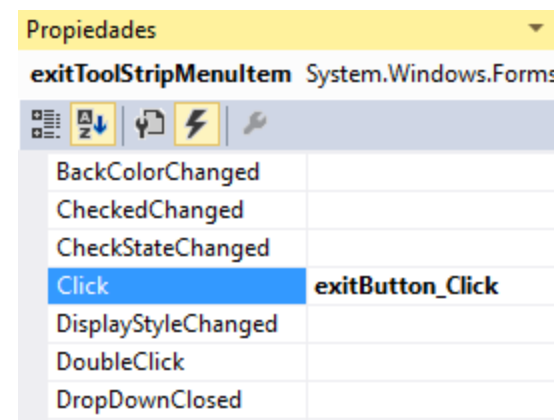 Propiedades
exitToolStripMenuItem System.Windows.Forms
BackColorChanged
CheckedChanged
CheckStateChanged
Click exitButton_Click
DisplayStyleChanged
DoubleClick
DropDownClosed